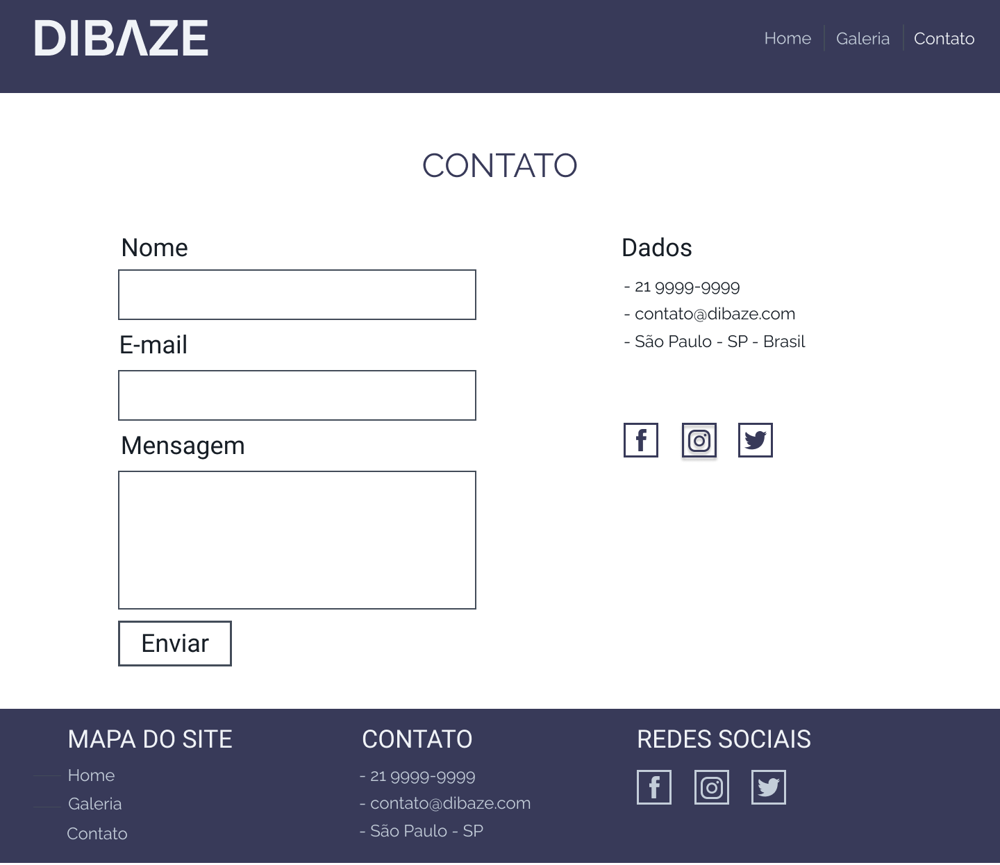 DIBAZE
Home Galeria Contato
CONTATO
Nome
E-mail
Mensagem
Enviar
Dados
- 21 9999-9999
- contato@dibaze.com
- São Paulo - SP - Brasil
MAPA DO SITE
Home
Galeria
Contato
CONTATO
- 21 9999-9999
- contato@dibaze.com
- São Paulo - SP
REDES SOCIAIS